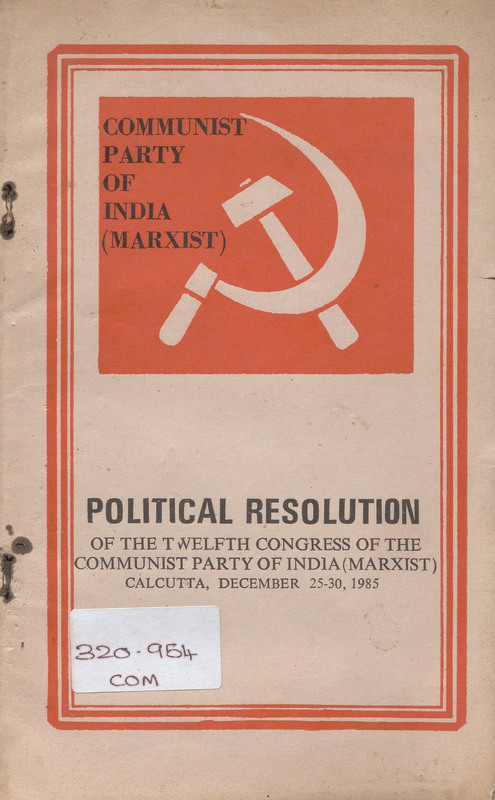 COMMUNIST
PARTY
OF
INDIA
(MARXIST)
POLITICAL RESOLUTION
OF THE TWELFTH CONGRESS OF THE
COMMUNIST PARTY OF INDIA (MARXIST)
CALCUTTA, DECEMBER 25-30, 1985
320.954
COM